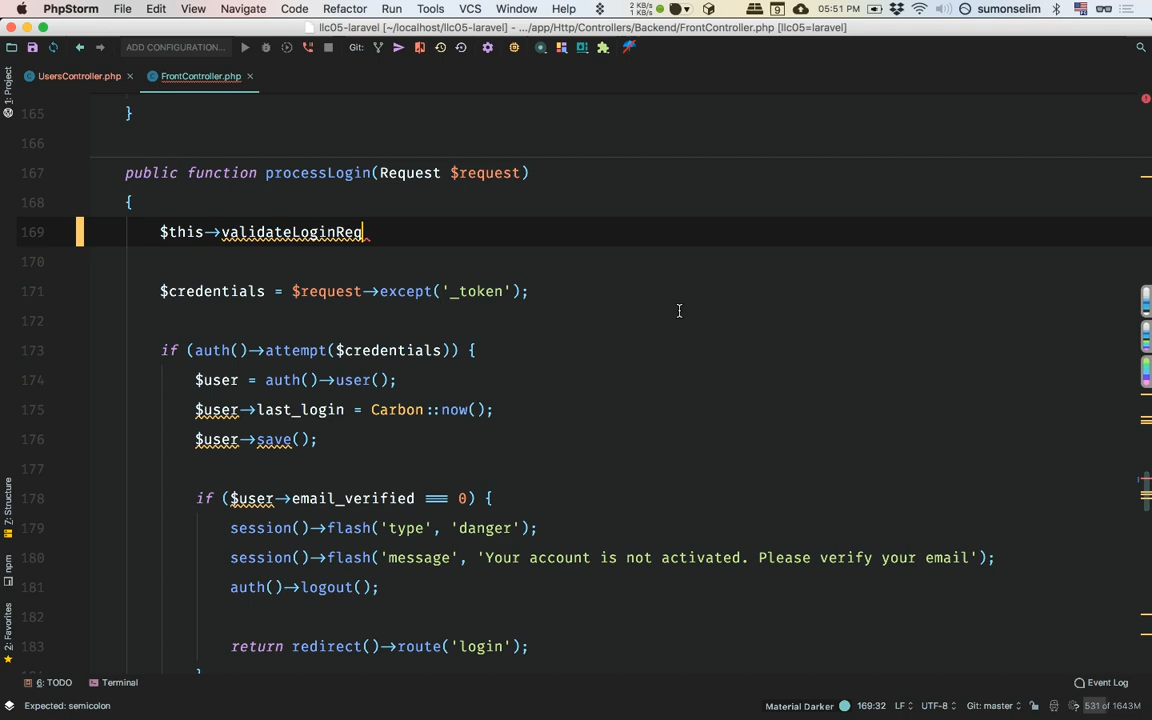 PhpStorm File Edit View Navigate Code Refactor Run Tools VCS Window Help 2 KB/s 1 KB/s 9 05:51 PM sumonselim
llc05-laravel [~/localhost/llc05-laravel] - .../app/Http/Controllers/Backend/FrontController.php [llc05=laravel]
ADD CONFIGURATION... Git:
1: Project
UsersController.php × FrontController.php ×
165 }
166
167 public function processLogin(Request $request)
168 {
169 $this→validateLoginReq
170
171 $credentials = $request→except('_token');
172
173 if (auth()→attempt($credentials)) {
174 $user = auth()→user();
175 $user→last_login = Carbon::now();
176 $user→save();
177
178 if ($user→email_verified === 0) {
179 session()→flash('type', 'danger');
180 session()→flash('message', 'Your account is not activated. Please verify your email');
181 auth()→logout();
182
183 return redirect()→route('login');
7: Structure
npm
2: Favorites
6: TODO Terminal Event Log
Expected: semicolon Material Darker 169:32 LF UTF-8 Git: master 531 of 1643M